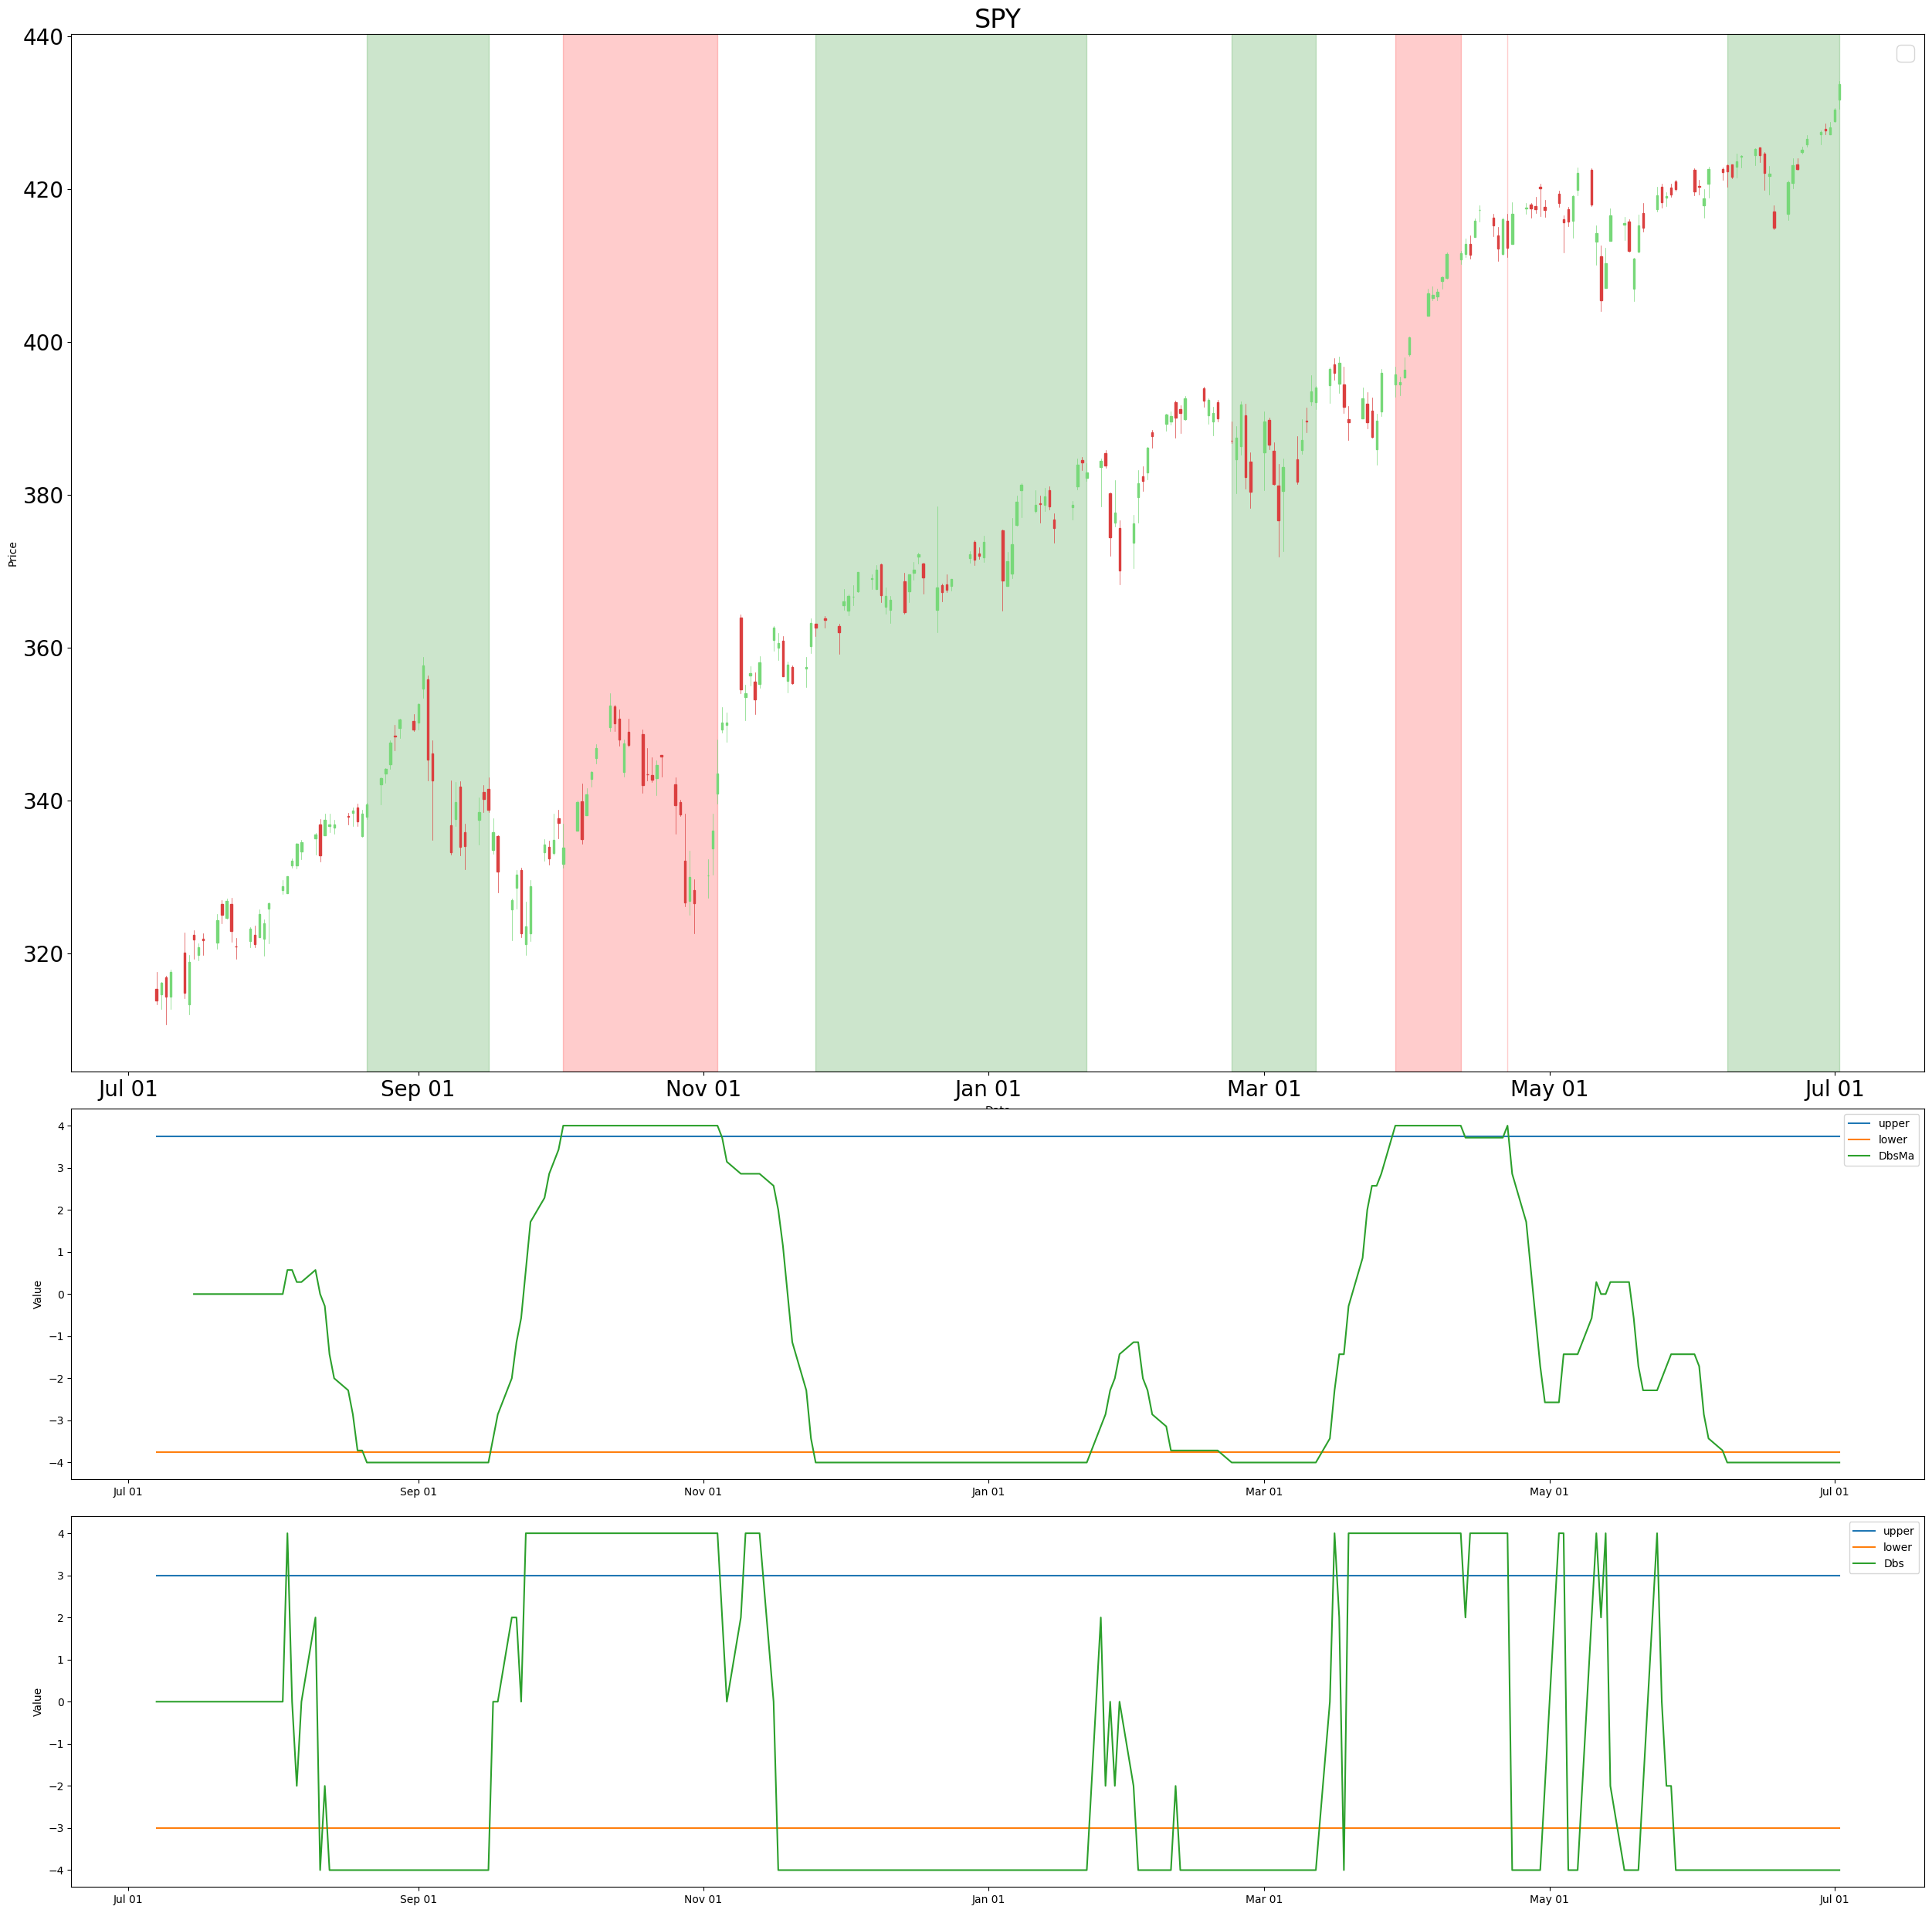 SPY
440
420
400
380
360
340
320
Price
Jul 01 Sep 01 Nov 01 Jan 01 Mar 01 May 01 Jul 01
Date
4
3
2
1
0
−1
−2
−3
−4
Value
upper
lower
DbsMa
Jul 01 Sep 01 Nov 01 Jan 01 Mar 01 May 01 Jul 01
4
3
2
1
0
−1
−2
−3
−4
Value
upper
lower
Dbs
Jul 01 Sep 01 Nov 01 Jan 01 Mar 01 May 01 Jul 01